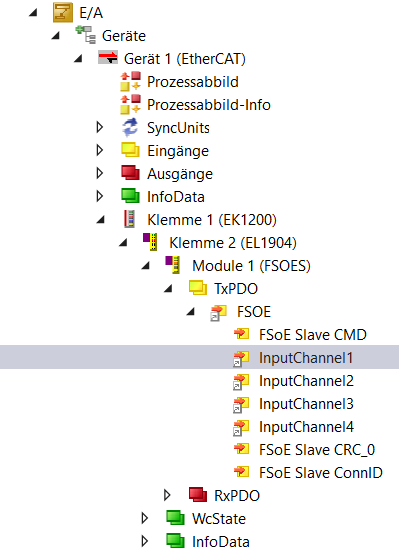 E/A
Geräte
Gerät 1 (EtherCAT)
Prozessabbild
Prozessabbild-Info
SyncUnits
Eingänge
Ausgänge
InfoData
Klemme 1 (EK1200)
Klemme 2 (EL1904)
Module 1 (FSOES)
TxPDO
FSOE
FSoE Slave CMD
InputChannel1
InputChannel2
InputChannel3
InputChannel4
FSoE Slave CRC_0
FSoE Slave ConnID
RxPDO
WcState
InfoData